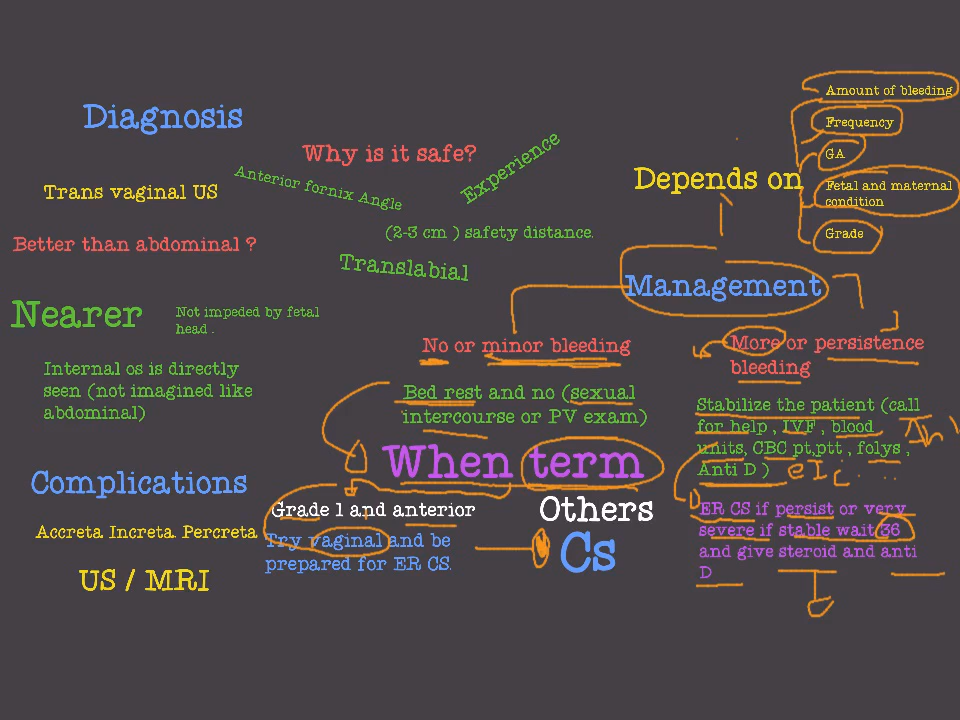 Diagnosis
Trans vaginal US
Better than abdominal ?
Nearer
Not impeded by fetal
head .
Internal os is directly
seen (not imagined like
abdominal)
Complications
Accreta Increta Percreta
US / MRI
Why is it safe?
Anterior fornix Angle
Experience
(2-3 cm ) safety distance.
Translabial
Depends on
Amount of bleeding
Frequency
GA
Fetal and maternal
condition
Grade
Management
No or minor bleeding
Bed rest and no (sexual
intercourse or PV exam)
When term
Grade 1 and anterior
Try vaginal and be
prepared for ER CS.
Others
Cs
More or persistence
bleeding
Stabilize the patient (call
for help , IVF , blood
units, CBC pt,ptt , folys ,
Anti D )
ER CS if persist or very
severe if stable wait 36
and give steroid and anti
D